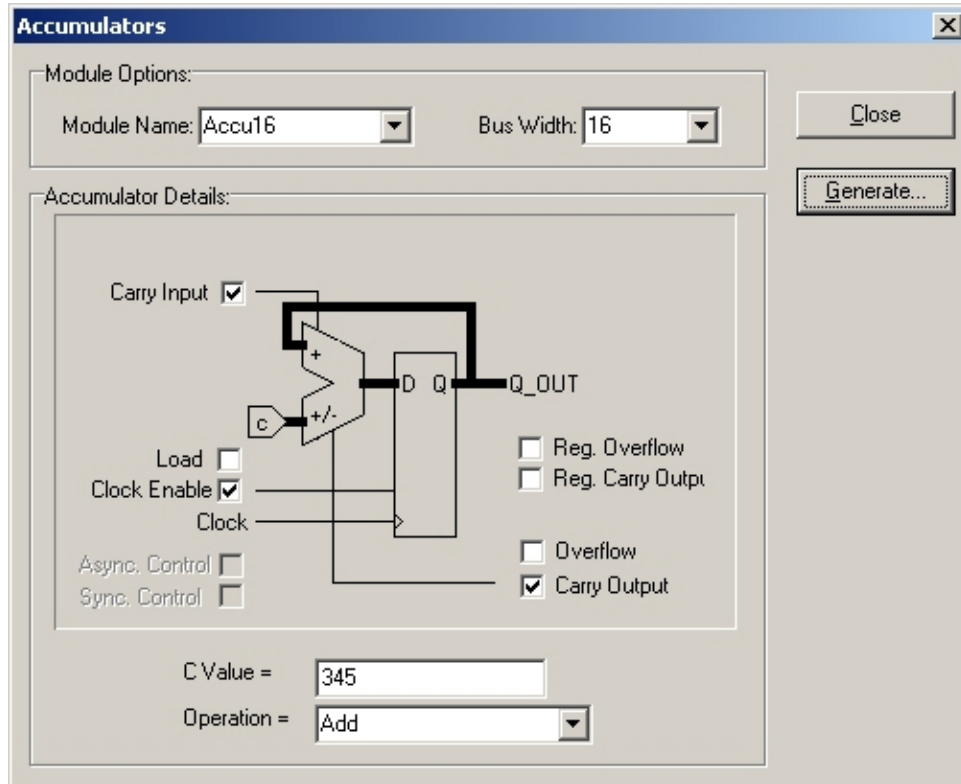 Accumulators
Module Options:
Module Name: Accu16
Bus Width: 16
Close
Generate...
Accumulator Details:
Carry Input
+
D Q
Q_OUT
c
+/-
Load
Reg. Overflow
Clock Enable
Reg. Carry Outpu
Clock
Async. Control
Overflow
Sync. Control
Carry Output
C Value = 345
Operation = Add